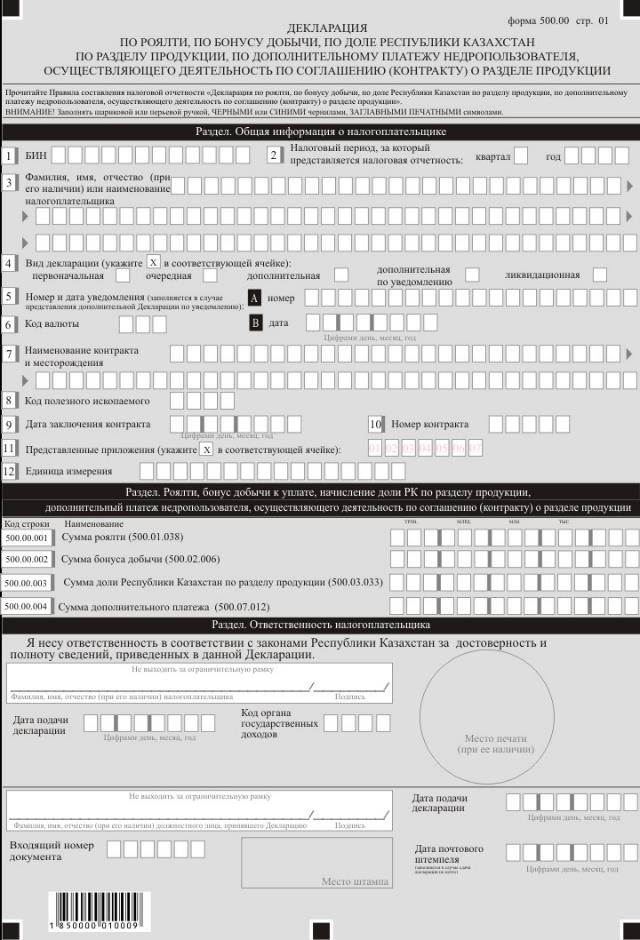 форма 500.00 стр. 01
ДЕКЛАРАЦИЯ
ПО РОЯЛТИ, ПО БОНУСУ ДОБЫЧИ, ПО ДОЛЕ РЕСПУБЛИКИ КАЗАХСТАН
ПО РАЗДЕЛУ ПРОДУКЦИИ, ПО ДОПОЛНИТЕЛЬНОМУ ПЛАТЕЖУ НЕДРОПОЛЬЗОВАТЕЛЯ,
ОСУЩЕСТВЛЯЮЩЕГО ДЕЯТЕЛЬНОСТЬ ПО СОГЛАШЕНИЮ (КОНТРАКТУ) О РАЗДЕЛЕ ПРОДУКЦИИ
Прочитайте Правила составления налоговой отчетности «Декларация по роялти, по бонусу добычи, по доле Республики Казахстан по разделу продукции, по дополнительному
платежу недропользователя, осуществляющего деятельность по соглашению (контракту) о разделе продукции».
ВНИМАНИЕ! Заполнять шариковой или перьевой ручкой, ЧЕРНЫМИ или СИНИМИ чернилами, ЗАГЛАВНЫМИ ПЕЧАТНЫМИ символами.
Раздел. Общая информация о налогоплательщике
1 БИН 2 Налоговый период, за который
представляется налоговая отчетность: квартал год
3 Фамилия, имя, отчество (при
его наличии) или наименование
налогоплательщика
4 Вид декларации (укажите X в соответствующей ячейке):
первоначальная очередная дополнительная дополнительная
по уведомлению ликвидационная
5 Номер и дата уведомления (заполняется в случае
представления дополнительной Декларации по уведомлению): A номер
6 Код валюты B дата
Цифрами день, месяц, год
7 Наименование контракта
и месторождения
8 Код полезного ископаемого
9 Дата заключения контракта 10 Номер контракта
Цифрами день, месяц, год
11 Представленные приложения (укажите X в соответствующей ячейке): 01 02 03 04 05 06 07
12 Единица измерения
Раздел. Роялти, бонус добычи к уплате, начисление доли РК по разделу продукции,
дополнительный платеж недропользователя, осуществляющего деятельность по соглашению (контракту) о разделе продукции
Код строки Наименование трлн. млрд. млн. тыс.
500.00.001 Сумма роялти (500.01.038)
500.00.002 Сумма бонуса добычи (500.02.006)
500.00.003 Сумма доли Республики Казахстан по разделу продукции (500.03.033)
500.00.004 Сумма дополнительного платежа (500.07.012)
Раздел. Ответственность налогоплательщика
Я несу ответственность в соответствии с законами Республики Казахстан за достоверность и
полноту сведений, приведенных в данной Декларации.
Не выходить за ограничительную рамку
/ /
Фамилия, имя, отчество (при его наличии) налогоплательщика Подпись
Дата подачи
декларации
Цифрами день, месяц, год
Код органа
государственных
доходов
Место печати
(при ее наличии)
Не выходить за ограничительную рамку
/ /
Фамилия, имя, отчество (при его наличии) должностного лица, принявшего Декларацию Подпись
Дата подачи
декларации
Цифрами день, месяц, год
Входящий номер
документа
Место штампа
Дата почтового
штемпеля
(заполняется в случае сдачи
декларации по почте)
Цифрами день, месяц, год
1 850000 010009